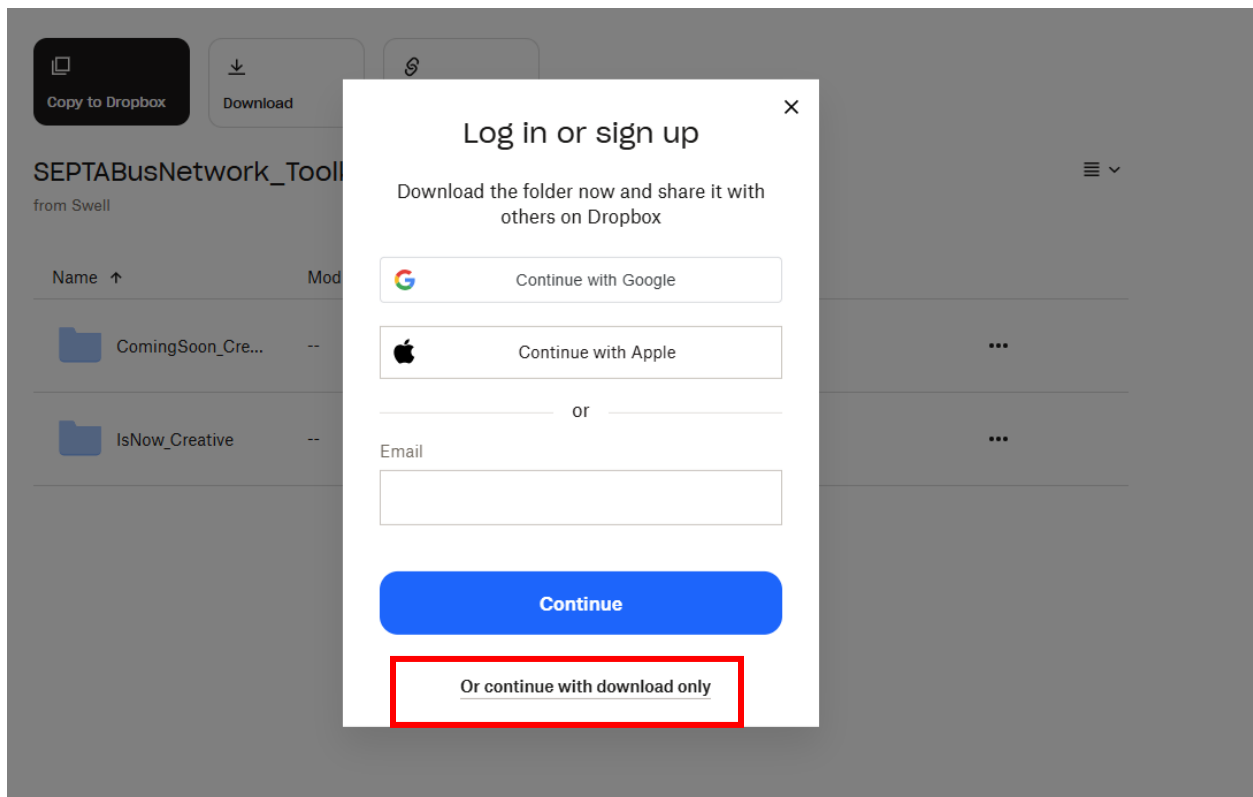 Copy to Dropbox
Download
SEPTABusNetwork_Tool
from Swell
Name ↑
Mod
ComingSoon_Cre... --
IsNow_Creative --
Log in or sign up
Download the folder now and share it with
others on Dropbox
Continue with Google
Continue with Apple
or
Email
Continue
Or continue with download only